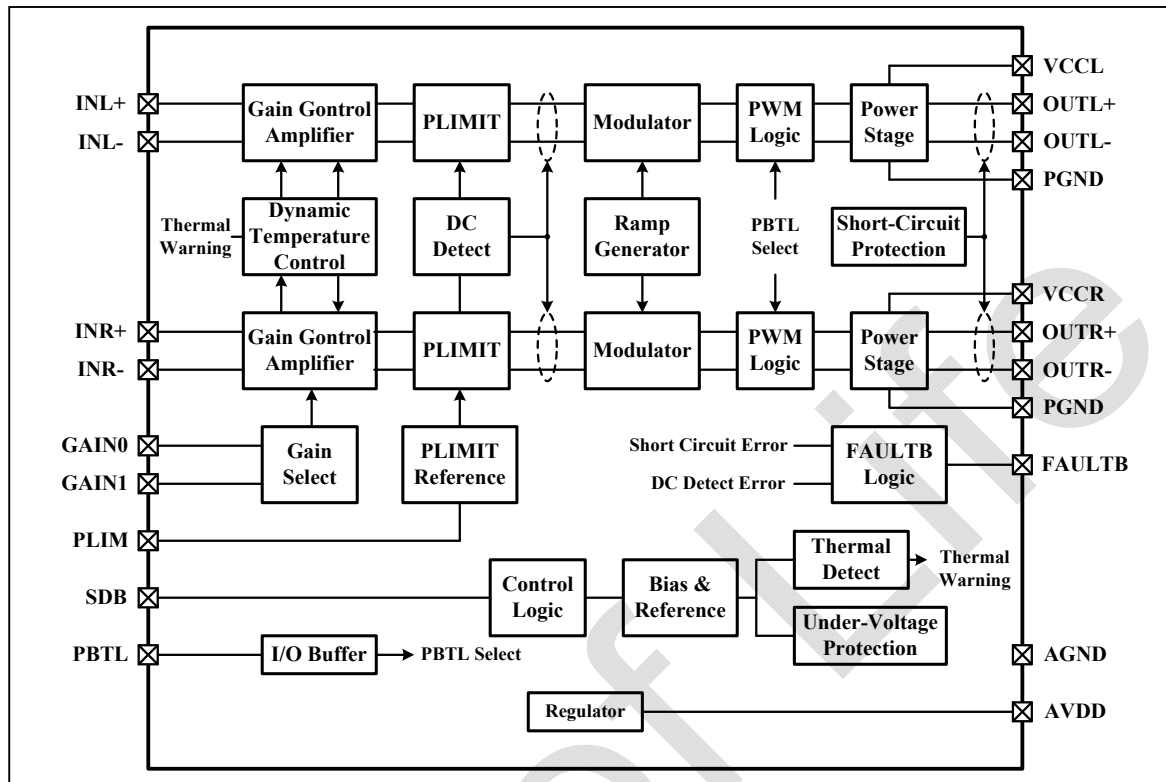 VCCL
INL+
Gain Gontrol
Amplifier
PLIMIT
Modulator
PWM
Logic
Power
Stage
OUTL+
INL-
OUTL-
PGND
Thermal
Warning
Dynamic
Temperature
Control
DC
Detect
Ramp
Generator
PBTL
Select
Short-Circuit
Protection
VCCR
INR+
Gain Gontrol
Amplifier
PLIMIT
Modulator
PWM
Logic
Power
Stage
OUTR+
INR-
OUTR-
PGND
GAIN0
GAIN1
Gain
Select
PLIMIT
Reference
Short Circuit Error
DC Detect Error
FAULTB
Logic
FAULTB
PLIM
SDB
Control
Logic
Bias &
Reference
Thermal
Detect
Thermal
Warning
Under-Voltage
Protection
PBTL
I/O Buffer
PBTL Select
AGND
Regulator
AVDD
of Life